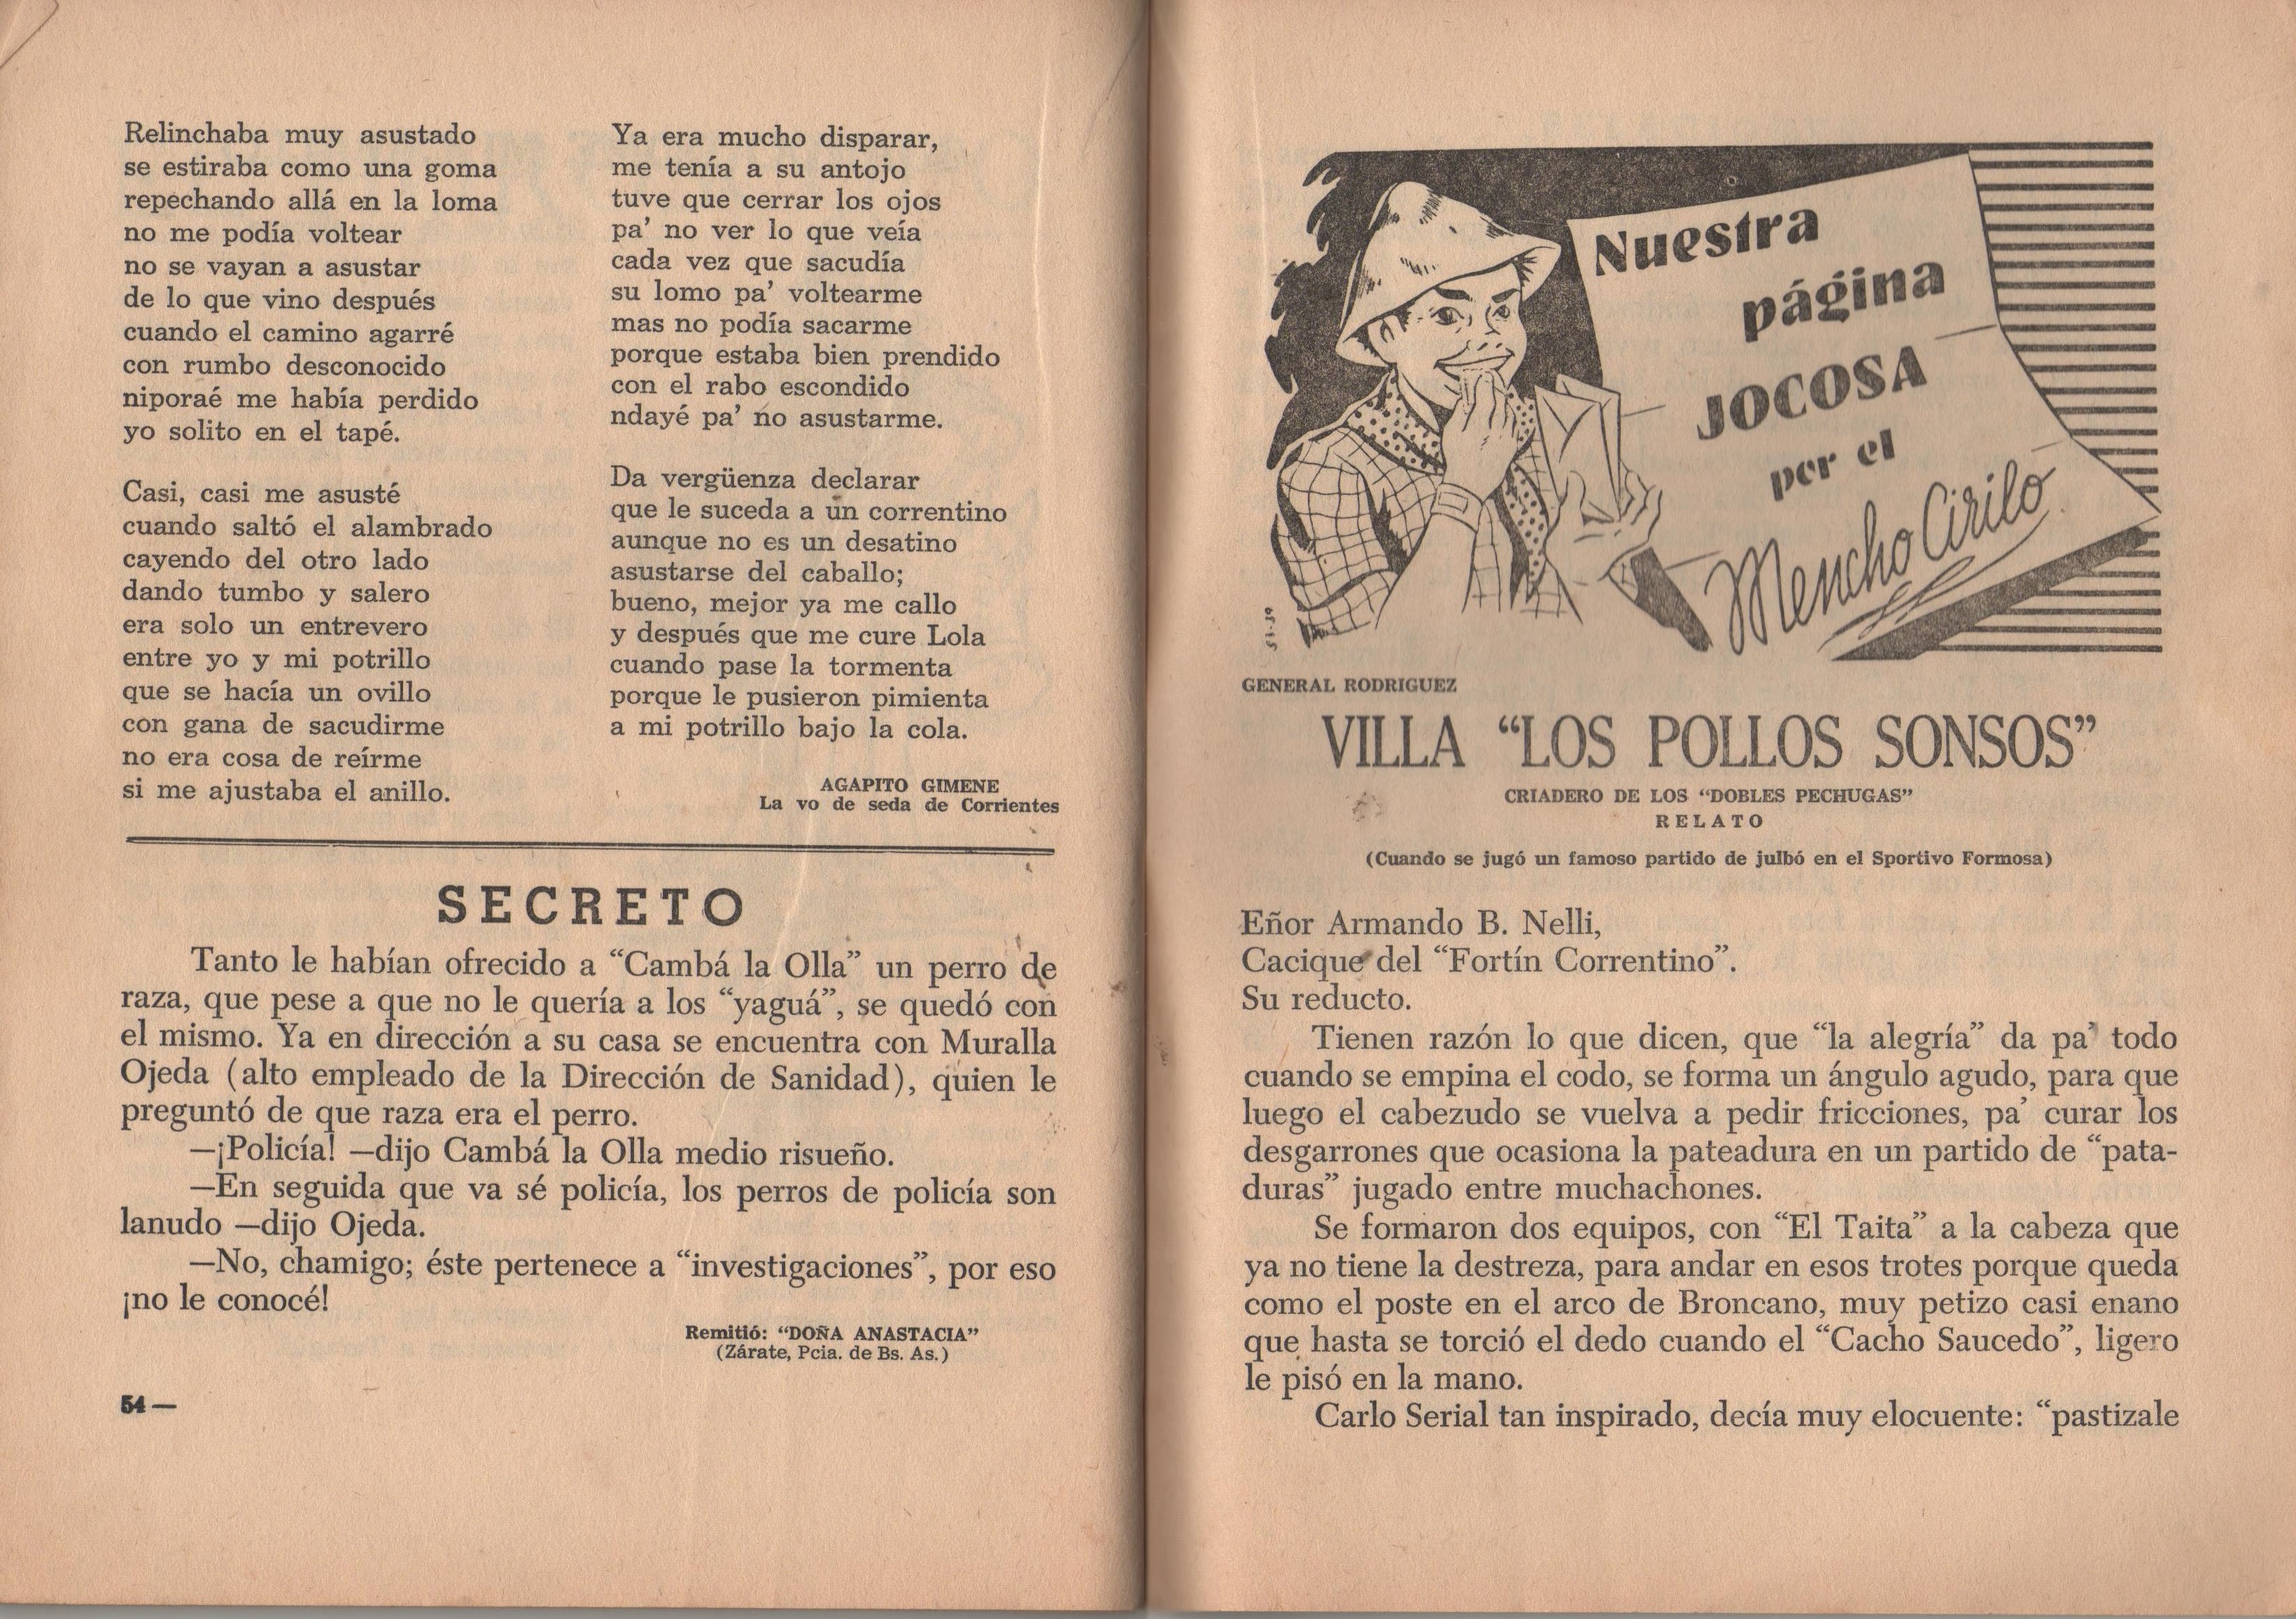 Relinchaba muy asustado
se estiraba como una goma
repechando allá en la loma
no me podía voltear
no se vayan a asustar
de lo que vino después
cuando el camino agarré
con rumbo desconocido
niporaé me había perdido
yo solito en el tapé.
Casi, casi me asusté
cuando saltó el alambrado
cayendo del otro lado
dando tumbo y salero
era solo un entrevero
entre yo y mi potrillo
que se hacía un ovillo
con gana de sacudirme
no era cosa de reírme
si me ajustaba el anillo.
Ya era mucho disparar,
me tenía a su antojo
tuve que cerrar los ojos
pa’ no ver lo que veía
cada vez que sacudía
su lomo pa’ voltearme
mas no podía sacarme
porque estaba bien prendido
con el rabo escondido
ndayé pa’ no asustarme.
Da vergüenza declarar
que le suceda a un correntino
aunque no es un desatino
asustarse del caballo;
bueno, mejor ya me callo
y después que me cure Lola
cuando pase la tormenta
porque le pusieron pimienta
a mi potrillo bajo la cola.
AGAPITO GIMENE
La vo de seda de Corrientes
SECRETO
Tanto le habían ofrecido a “Cambá la Olla” un perro de
raza, que pese a que no le quería a los “yaguá”, se quedó con
el mismo. Ya en dirección a su casa se encuentra con Muralla
Ojeda (alto empleado de la Dirección de Sanidad), quien le
preguntó de que raza era el perro.
—¡Policía! —dijo Cambá la Olla medio risueño.
—En seguida que va sé policía, los perros de policía son
lanudo —dijo Ojeda.
—No, chamigo; éste pertenece a “investigaciones”, por eso
¡no le conocé!
Remitió: “DOÑA ANASTACIA”
(Zárate, Pcia. de Bs. As.)
54 —
Nuestra
página
JOCOSA
por el
Mencho Cirilo
GENERAL RODRIGUEZ
VILLA “LOS POLLOS SONSOS”
CRIADERO DE LOS “DOBLES PECHUGAS”
RELATO
(Cuando se jugó un famoso partido de julbó en el Sportivo Formosa)
Eñor Armando B. Nelli,
Cacique del “Fortín Correntino”.
Su reducto.
Tienen razón lo que dicen, que “la alegría” da pa’ todo
cuando se empina el codo, se forma un ángulo agudo, para que
luego el cabezudo se vuelva a pedir fricciones, pa’ curar los
desgarrones que ocasiona la pateadura en un partido de “pata-
duras” jugado entre muchachones.
Se formaron dos equipos, con “El Taita” a la cabeza que
ya no tiene la destreza, para andar en esos trotes porque queda
como el poste en el arco de Broncano, muy petizo casi enano
que hasta se torció el dedo cuando el “Cacho Saucedo”, ligero
le pisó en la mano.
Carlo Serial tan inspirado, decía muy elocuente: “pastizale